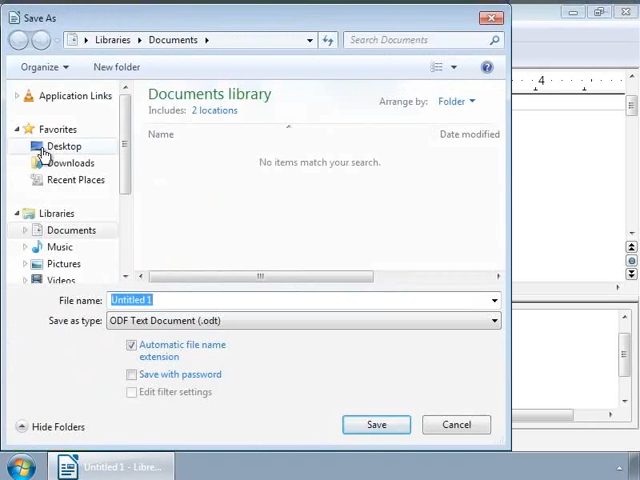 Save As
Libraries Documents
Search Documents
Organize New folder
Application Links
Favorites
Desktop
Downloads
Recent Places
Libraries
Documents
Music
Pictures
Videos
Documents library
Includes: 2 locations
Arrange by: Folder
Name Date modified
No items match your search.
4
File name: Untitled 1
Save as type: ODF Text Document (.odt)
Automatic file name
extension
Save with password
Edit filter settings
Hide Folders
Save Cancel
Untitled 1 - Libre...